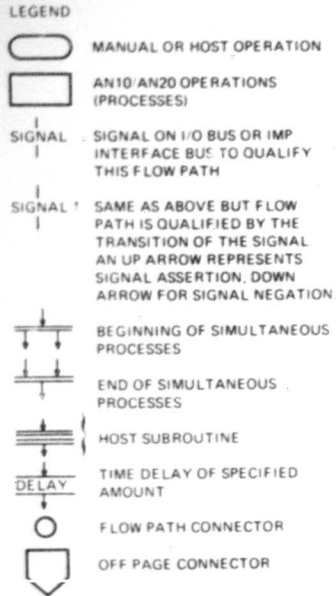 LEGEND
MANUAL OR HOST OPERATION
AN10/AN20 OPERATIONS
(PROCESSES)
SIGNAL SIGNAL ON I/O BUS OR IMP
INTERFACE BUS TO QUALIFY
THIS FLOW PATH
SIGNAL ↑ SAME AS ABOVE BUT FLOW
PATH IS QUALIFIED BY THE
TRANSITION OF THE SIGNAL
AN UP ARROW REPRESENTS
SIGNAL ASSERTION, DOWN
ARROW FOR SIGNAL NEGATION
BEGINNING OF SIMULTANEOUS
PROCESSES
END OF SIMULTANEOUS
PROCESSES
HOST SUBROUTINE
DELAY TIME DELAY OF SPECIFIED
AMOUNT
FLOW PATH CONNECTOR
OFF PAGE CONNECTOR